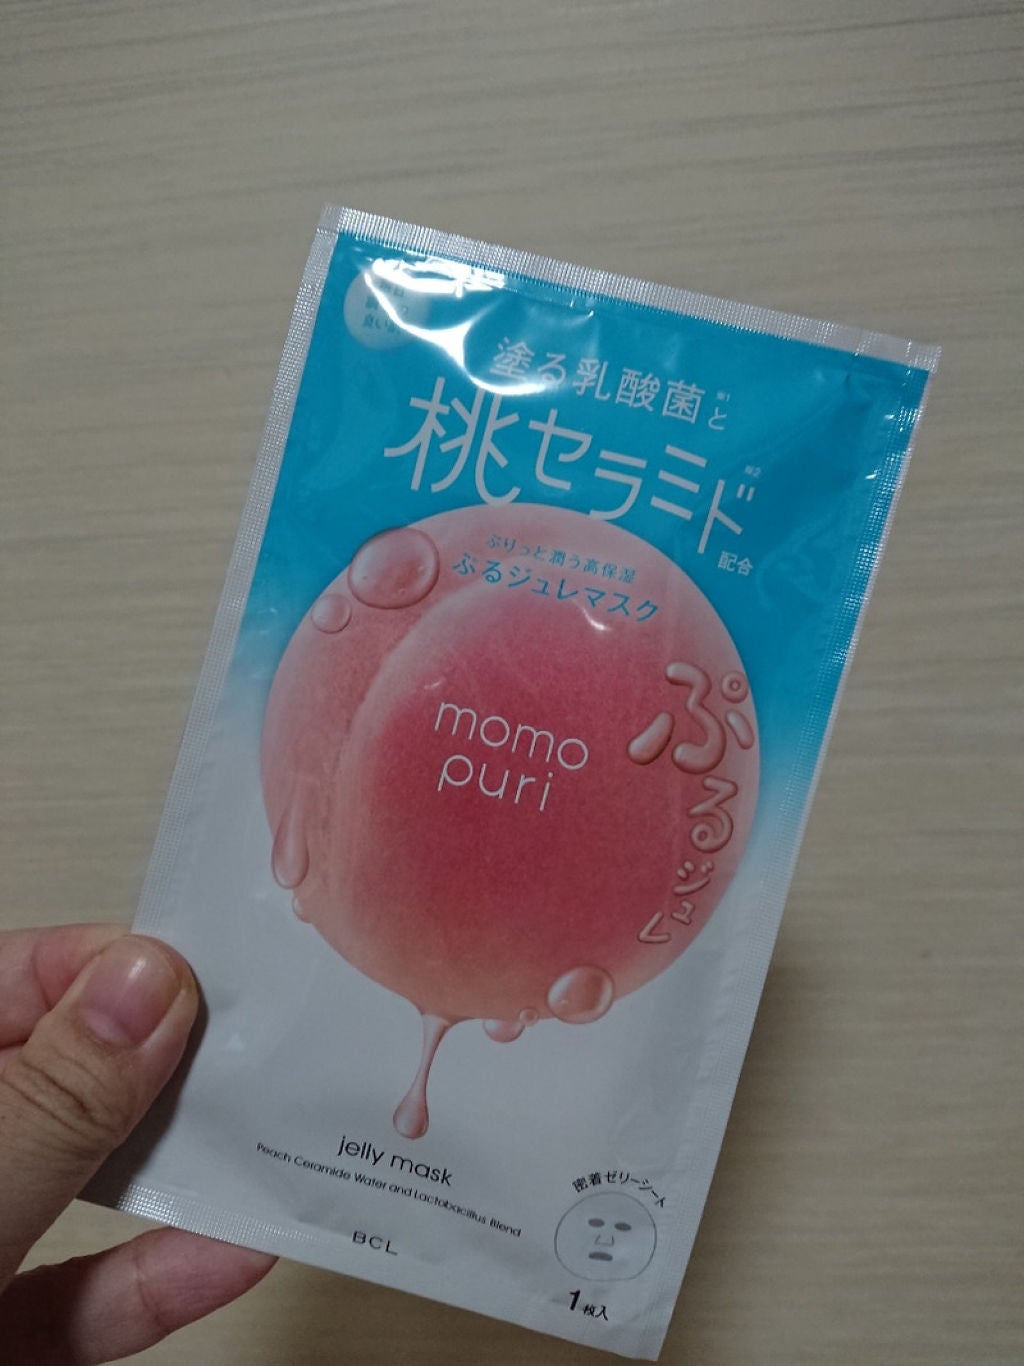 塗る乳酸菌※1と
桃セラミド※2
配合
ぷりっと潤う高保湿
ぷるジュレマスク
momo
puri
ぷるジュレ
jelly mask
Peach Ceramide Water and Lactobacillus Blend
BCL
密着ゼリーシート
1枚入